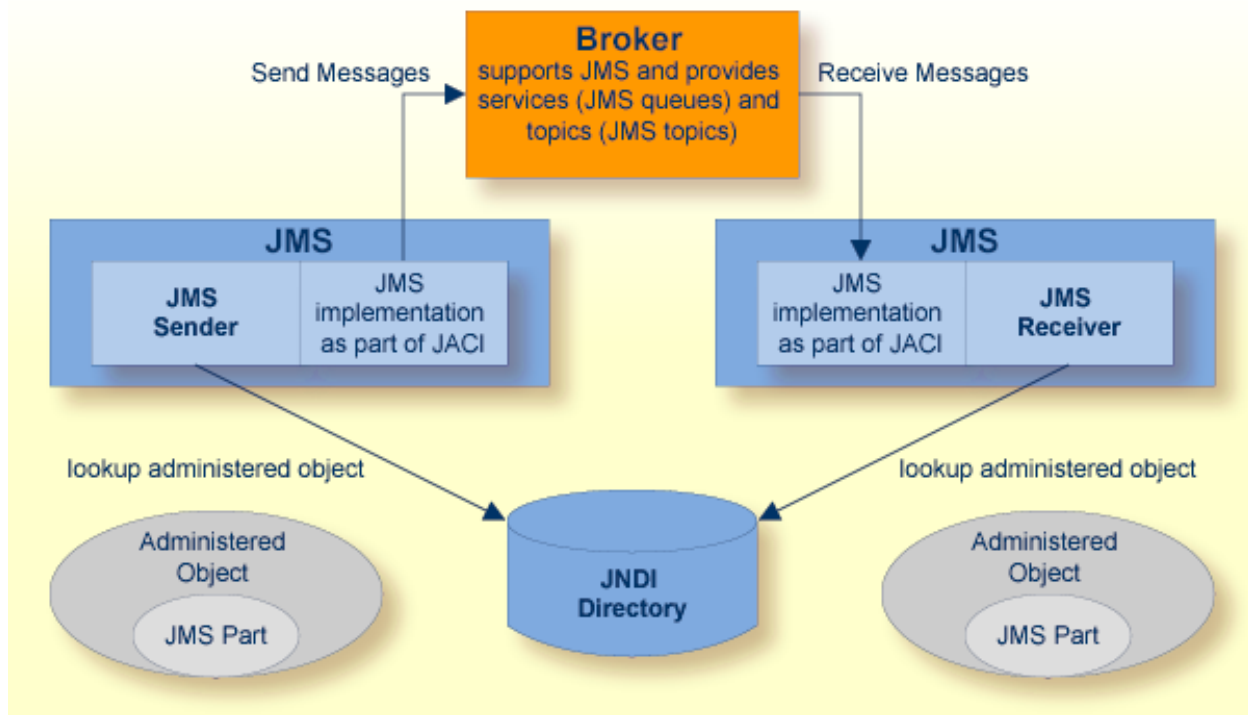 Broker
supports JMS and provides
services (JMS queues) and
topics (JMS topics)
Send Messages
Receive Messages
JMS
JMS
Sender
JMS
implementation
as part of JACI
JMS
JMS
implementation
as part of JACI
JMS
Receiver
lookup administered object
lookup administered object
Administered
Object
JMS Part
JNDI
Directory
Administered
Object
JMS Part